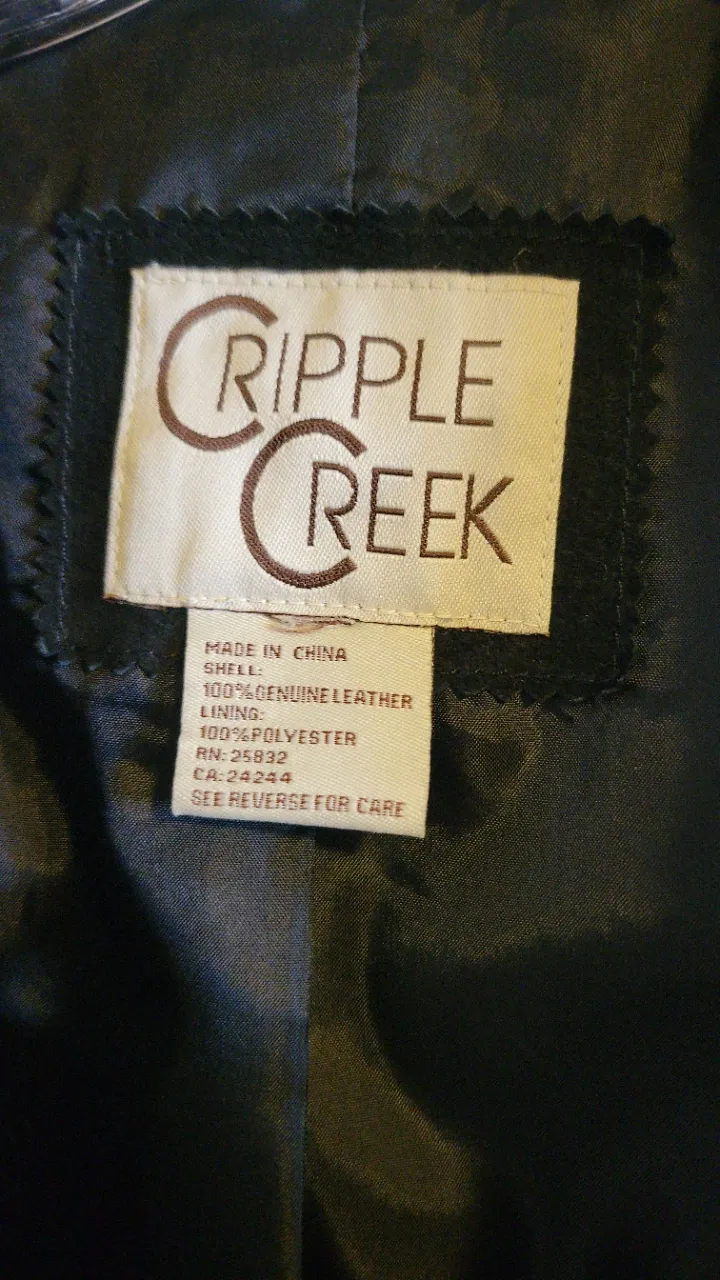 CRIPPLE
CREEK
MADE IN CHINA
SHELL:
100%GENUINE LEATHER
LINING:
100%POLYESTER
RN: 25832
CA: 24244
SEE REVERSE FOR CARE